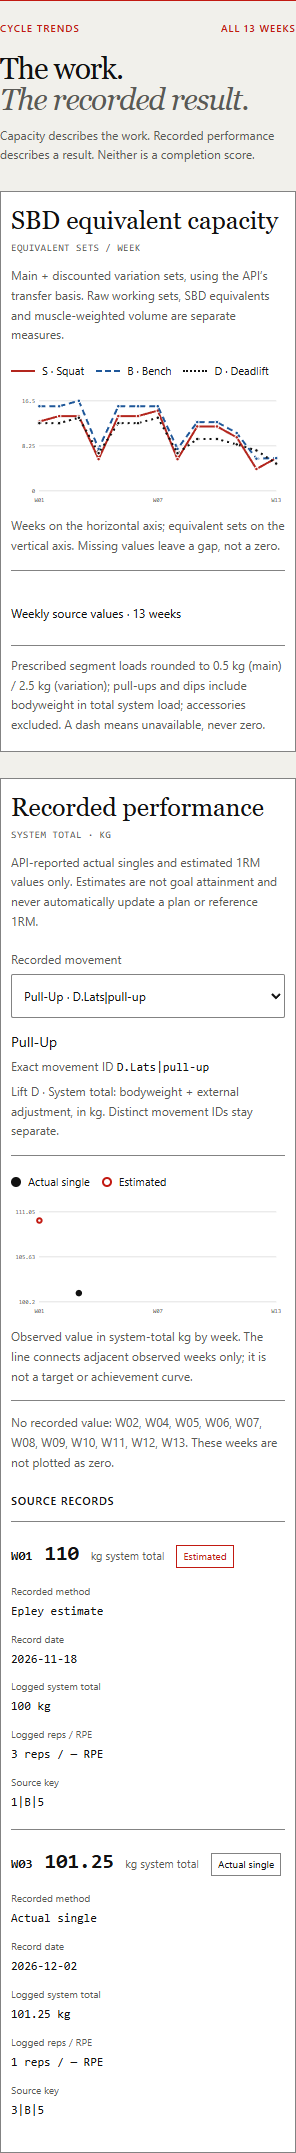 CYCLE TRENDS
ALL 13 WEEKS
The work.
The recorded result.
Capacity describes the work. Recorded performance
describes a result. Neither is a completion score.
SBD equivalent capacity
EQUIVALENT SETS / WEEK
Main + discounted variation sets, using the API's
transfer basis. Raw working sets, SBD equivalents
and muscle-weighted volume are separate
measures.
S · Squat B · Bench D · Deadlift
16.5
8.25
0
W01 W07 W13
Weeks on the horizontal axis; equivalent sets on the
vertical axis. Missing values leave a gap, not a zero.
Weekly source values · 13 weeks
Prescribed segment loads rounded to 0.5 kg (main)
/ 2.5 kg (variation); pull-ups and dips include
bodyweight in total system load; accessories
excluded. A dash means unavailable, never zero.
Recorded performance
SYSTEM TOTAL · KG
API-reported actual singles and estimated 1RM
values only. Estimates are not goal attainment and
never automatically update a plan or reference
1RM.
Recorded movement
Pull-Up · D.Lats|pull-up
Pull-Up
Exact movement ID D.Lats|pull-up
Lift D · System total: bodyweight + external
adjustment, in kg. Distinct movement IDs stay
separate.
Actual single Estimated
111.05
105.63
100.2
W01 W07 W13
Observed value in system-total kg by week. The
line connects adjacent observed weeks only; it is
not a target or achievement curve.
No recorded value: W02, W04, W05, W06, W07,
W08, W09, W10, W11, W12, W13. These weeks are
not plotted as zero.
SOURCE RECORDS
W01 110 kg system total Estimated
Recorded method
Epley estimate
Record date
2026-11-18
Logged system total
100 kg
Logged reps / RPE
3 reps / — RPE
Source key
1|B|5
W03 101.25 kg system total Actual single
Recorded method
Actual single
Record date
2026-12-02
Logged system total
101.25 kg
Logged reps / RPE
1 reps / — RPE
Source key
3|B|5